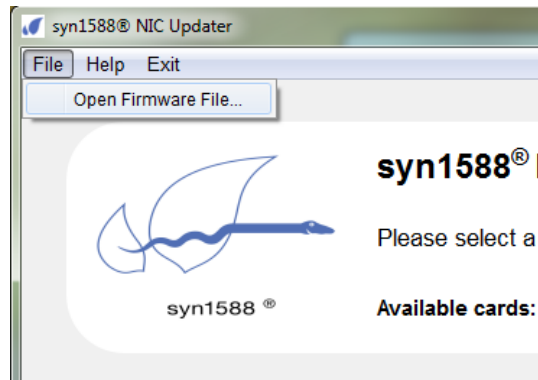 syn1588® NIC Updater
File Help Exit
Open Firmware File...
syn1588®
Please select a
syn1588 ®
Available cards: